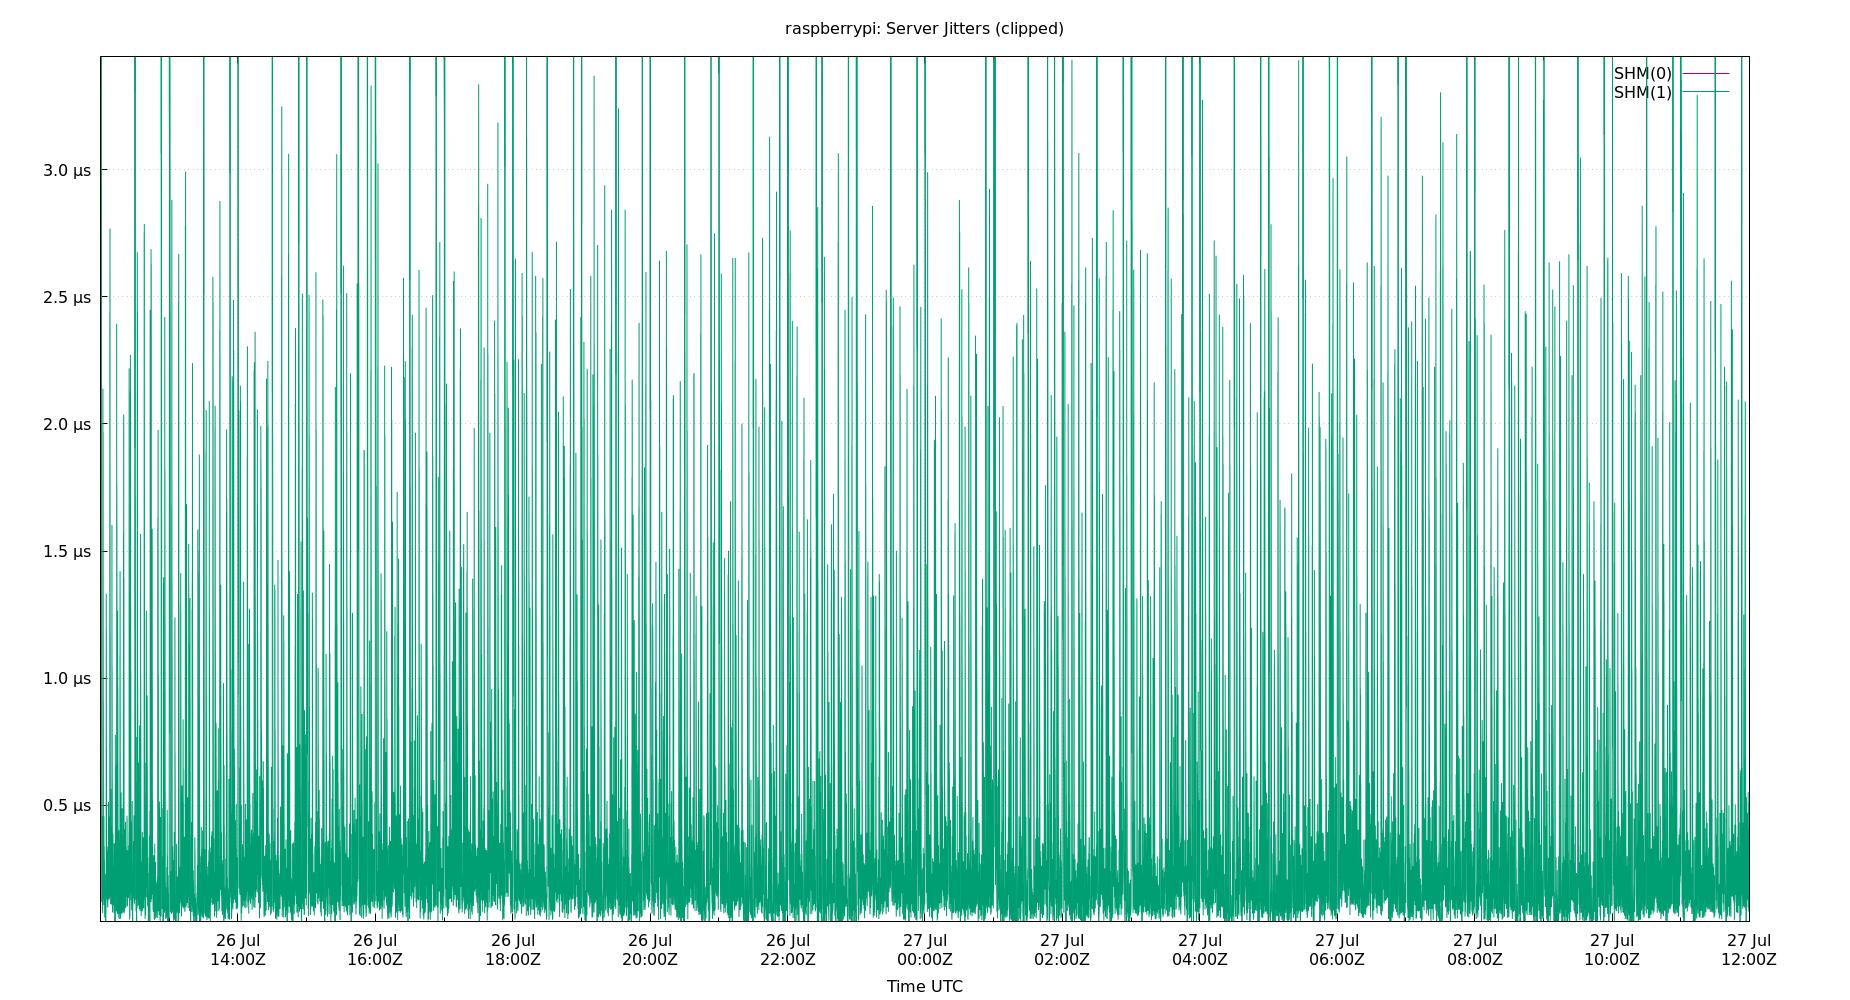 raspberrypi: Server Jitters (clipped)
SHM(0)
SHM(1)
3.0 µs
2.5 µs
2.0 µs
1.5 µs
1.0 µs
0.5 µs
26 Jul 26 Jul 26 Jul 26 Jul 26 Jul 27 Jul 27 Jul 27 Jul 27 Jul 27 Jul 27 Jul 27 Jul
14:00Z 16:00Z 18:00Z 20:00Z 22:00Z 00:00Z 02:00Z 04:00Z 06:00Z 08:00Z 10:00Z 12:00Z
Time UTC